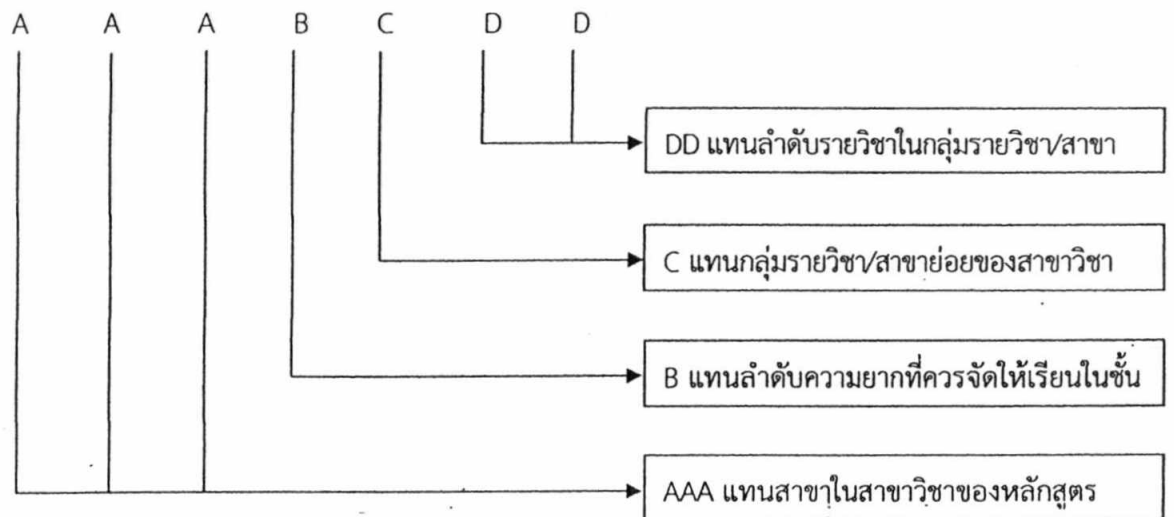 A A A B C D D
DD แทนลำดับรายวิชาในกลุ่มรายวิชา/สาขา
C แทนกลุ่มรายวิชา/สาขาย่อยของสาขาวิชา
B แทนลำดับความยากที่ควรจัดให้เรียนในชั้น
AAA แทนสาขาในสาขาวิชาของหลักสูตร